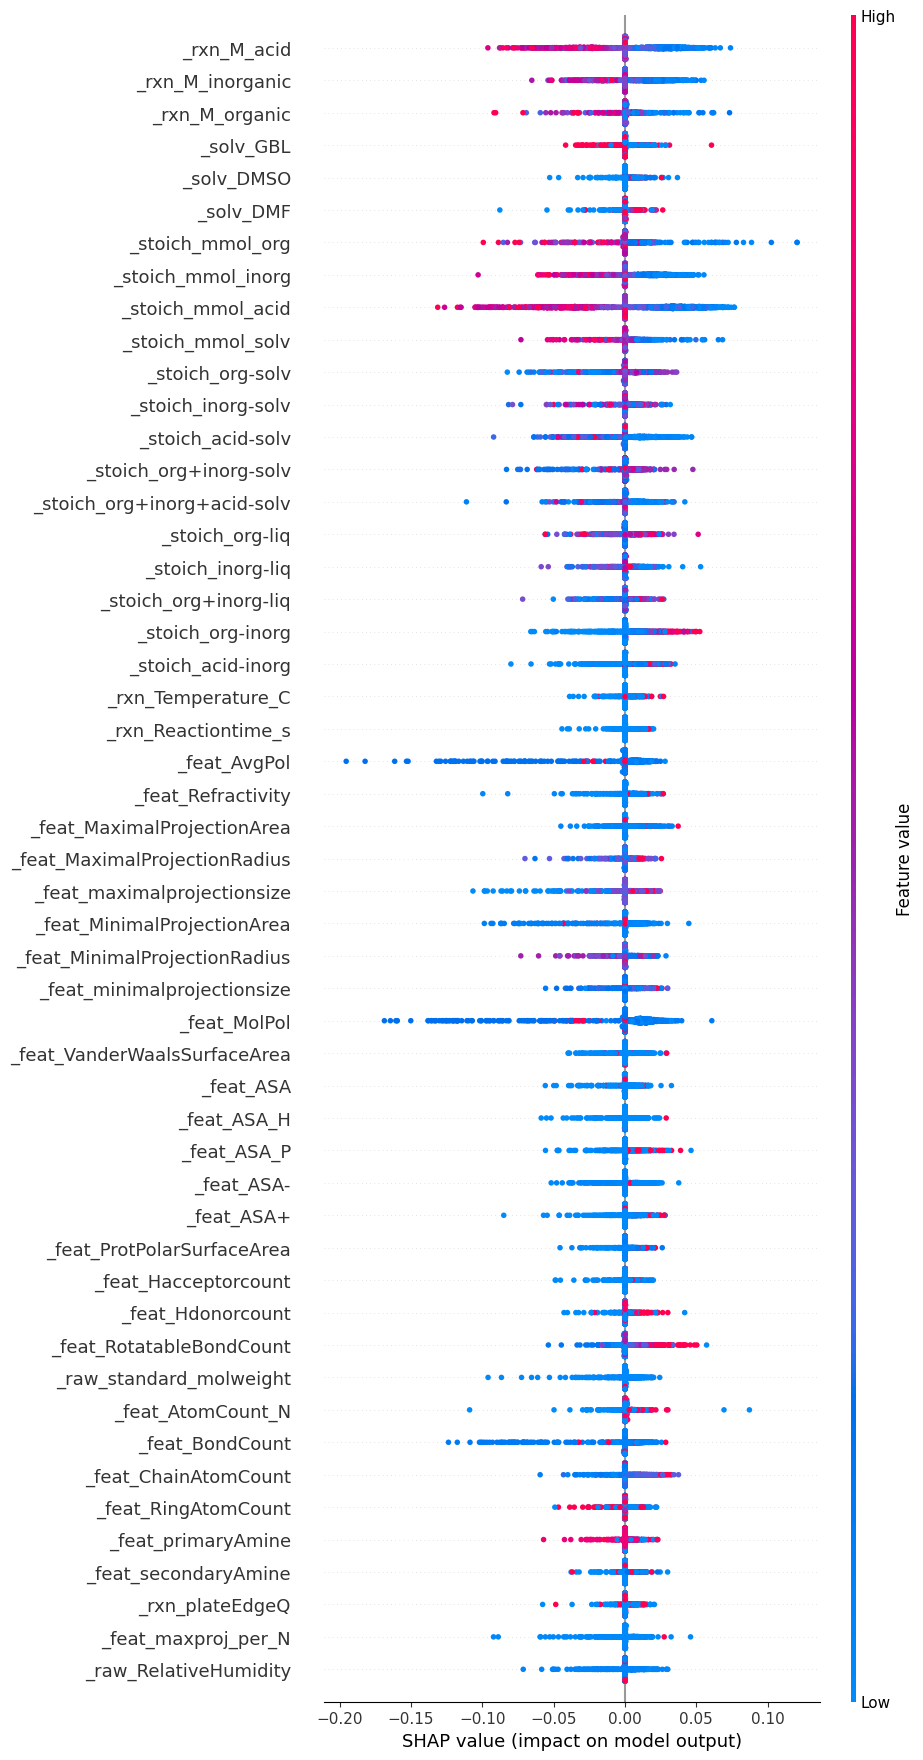 High
_rxn_M_acid
_rxn_M_inorganic
_rxn_M_organic
_solv_GBL
_solv_DMSO
_solv_DMF
_stoich_mmol_org
_stoich_mmol_inorg
_stoich_mmol_acid
_stoich_mmol_solv
_stoich_org-solv
_stoich_inorg-solv
_stoich_acid-solv
_stoich_org+inorg-solv
_stoich_org+inorg+acid-solv
_stoich_org-liq
_stoich_inorg-liq
_stoich_org+inorg-liq
_stoich_org-inorg
_stoich_acid-inorg
_rxn_Temperature_C
_rxn_Reactiontime_s
_feat_AvgPol
_feat_Refractivity
_feat_MaximalProjectionArea
_feat_MaximalProjectionRadius
_feat_maximalprojectionsize
_feat_MinimalProjectionArea
_feat_MinimalProjectionRadius
_feat_minimalprojectionsize
_feat_MolPol
_feat_VanderWaalsSurfaceArea
_feat_ASA
_feat_ASA_H
_feat_ASA_P
_feat_ASA-
_feat_ASA+
_feat_ProtPolarSurfaceArea
_feat_Hacceptorcount
_feat_Hdonorcount
_feat_RotatableBondCount
_raw_standard_molweight
_feat_AtomCount_N
_feat_BondCount
_feat_ChainAtomCount
_feat_RingAtomCount
_feat_primaryAmine
_feat_secondaryAmine
_rxn_plateEdgeQ
_feat_maxproj_per_N
_raw_RelativeHumidity
Feature value
Low
−0.20 −0.15 −0.10 −0.05 0.00 0.05 0.10
SHAP value (impact on model output)